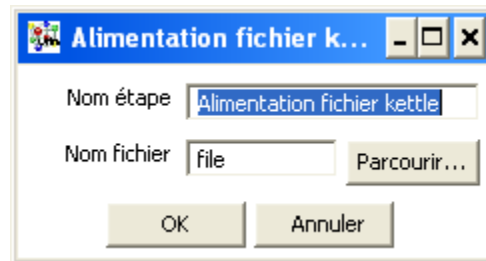 Alimentation fichier k...
Nom étape Alimentation fichier kettle
Nom fichier file Parcourir...
OK Annuler